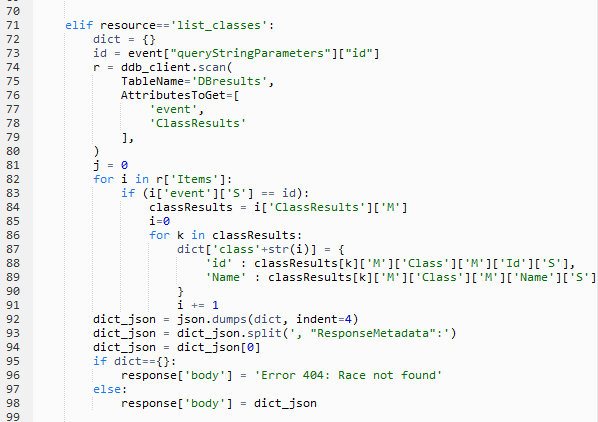 70
71 elif resource=='list_classes':
72 dict = {}
73 id = event["queryStringParameters"]["id"]
74 r = ddb_client.scan(
75 TableName='DBresults',
76 AttributesToGet=[
77 'event',
78 'ClassResults'
79 ],
80 )
81 j = 0
82 for i in r['Items']:
83 if (i['event']['S'] == id):
84 classResults = i['ClassResults']['M']
85 i=0
86 for k in classResults:
87 dict['class'+str(i)] = {
88 'id' : classResults[k]['M']['Class']['M']['Id']['S'],
89 'Name' : classResults[k]['M']['Class']['M']['Name']['S']
90 }
91 i += 1
92 dict_json = json.dumps(dict, indent=4)
93 dict_json = dict_json.split(', "ResponseMetadata":')
94 dict_json = dict_json[0]
95 if dict=={}:
96 response['body'] = 'Error 404: Race not found'
97 else:
98 response['body'] = dict_json
99